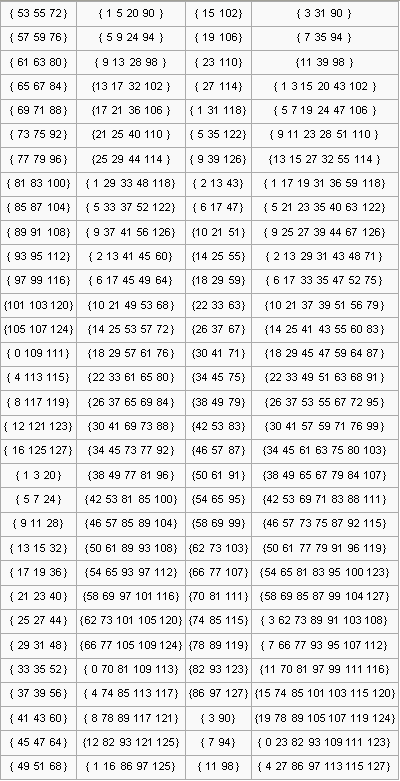 { 53 55 72} { 1 5 20 90 } { 15 102} { 3 31 90 }
{ 57 59 76} { 5 9 24 94 } { 19 106} { 7 35 94 }
{ 61 63 80} { 9 13 28 98 } { 23 110} {11 39 98 }
{ 65 67 84} {13 17 32 102 } { 27 114} { 1 3 15 20 43 102 }
{ 69 71 88} {17 21 36 106 } { 1 31 118} { 5 7 19 24 47 106 }
{ 73 75 92} {21 25 40 110 } { 5 35 122} { 9 11 23 28 51 110 }
{ 77 79 96} {25 29 44 114 } { 9 39 126} {13 15 27 32 55 114 }
{ 81 83 100} { 1 29 33 48 118} { 2 13 43} { 1 17 19 31 36 59 118}
{ 85 87 104} { 5 33 37 52 122} { 6 17 47} { 5 21 23 35 40 63 122}
{ 89 91 108} { 9 37 41 56 126} {10 21 51} { 9 25 27 39 44 67 126}
{ 93 95 112} { 2 13 41 45 60} {14 25 55} { 2 13 29 31 43 48 71}
{ 97 99 116} { 6 17 45 49 64} {18 29 59} { 6 17 33 35 47 52 75}
{101 103 120} {10 21 49 53 68} {22 33 63} {10 21 37 39 51 56 79}
{105 107 124} {14 25 53 57 72} {26 37 67} {14 25 41 43 55 60 83}
{ 0 109 111} {18 29 57 61 76} {30 41 71} {18 29 45 47 59 64 87}
{ 4 113 115} {22 33 61 65 80} {34 45 75} {22 33 49 51 63 68 91}
{ 8 117 119} {26 37 65 69 84} {38 49 79} {26 37 53 55 67 72 95}
{ 12 121 123} {30 41 69 73 88} {42 53 83} {30 41 57 59 71 76 99}
{ 16 125 127} {34 45 73 77 92} {46 57 87} {34 45 61 63 75 80 103}
{ 1 3 20} {38 49 77 81 96} {50 61 91} {38 49 65 67 79 84 107}
{ 5 7 24} {42 53 81 85 100} {54 65 95} {42 53 69 71 83 88 111}
{ 9 11 28} {46 57 85 89 104} {58 69 99} {46 57 73 75 87 92 115}
{ 13 15 32} {50 61 89 93 108} {62 73 103} {50 61 77 79 91 96 119}
{ 17 19 36} {54 65 93 97 112} {66 77 107} {54 65 81 83 95 100 123}
{ 21 23 40} {58 69 97 101 116} {70 81 111} {58 69 85 87 99 104 127}
{ 25 27 44} {62 73 101 105 120} {74 85 115} { 3 62 73 89 91 103 108}
{ 29 31 48} {66 77 105 109 124} {78 89 119} { 7 66 77 93 95 107 112}
{ 33 35 52} { 0 70 81 109 113} {82 93 123} {11 70 81 97 99 111 116}
{ 37 39 56} { 4 74 85 113 117} {86 97 127} {15 74 85 101 103 115 120}
{ 41 43 60} { 8 78 89 117 121} { 3 90} {19 78 89 105 107 119 124}
{ 45 47 64} {12 82 93 121 125} { 7 94} { 0 23 82 93 109 111 123}
{ 49 51 68} { 1 16 86 97 125} { 11 98} { 4 27 86 97 113 115 127}